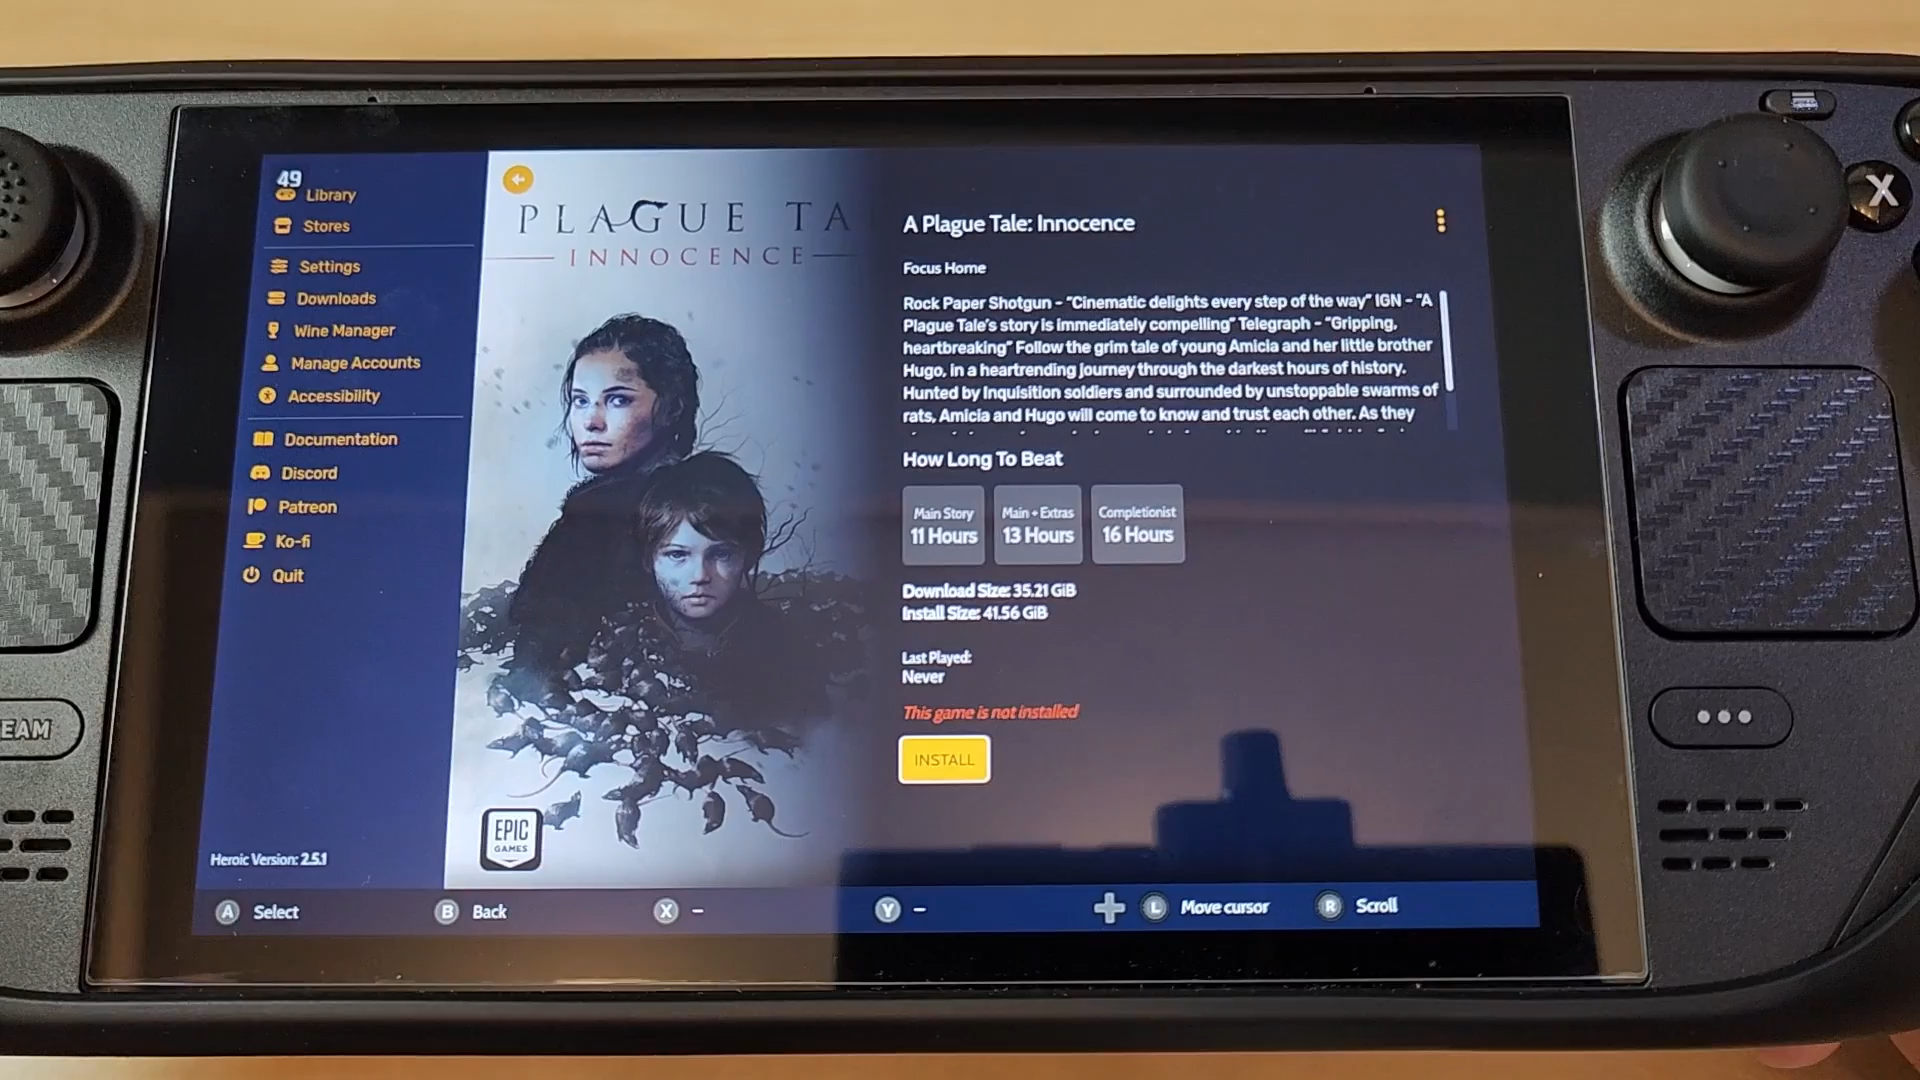 49
Library
Stores
Settings
Downloads
Wine Manager
Manage Accounts
Accessibility
Documentation
Discord
Patreon
Ko-fi
Quit
Heroic Version: 2.5.1
PLAGUE TA
INNOCENCE
EPIC
GAMES
A Plague Tale: Innocence
Focus Home
Rock Paper Shotgun - "Cinematic delights every step of the way" IGN - "A
Plague Tale's story is immediately compelling" Telegraph - "Gripping,
heartbreaking" Follow the grim tale of young Amicia and her little brother
Hugo, in a heartrending journey through the darkest hours of history.
Hunted by Inquisition soldiers and surrounded by unstoppable swarms of
rats, Amicia and Hugo will come to know and trust each other. As they
How Long To Beat
Main Story
11 Hours
Main + Extras
13 Hours
Completionist
16 Hours
Download Size: 35.21 GiB
Install Size: 41.56 GiB
Last Played:
Never
This game is not installed
INSTALL
A Select
B Back
X -
Y -
L Move cursor
R Scroll
EAM
X